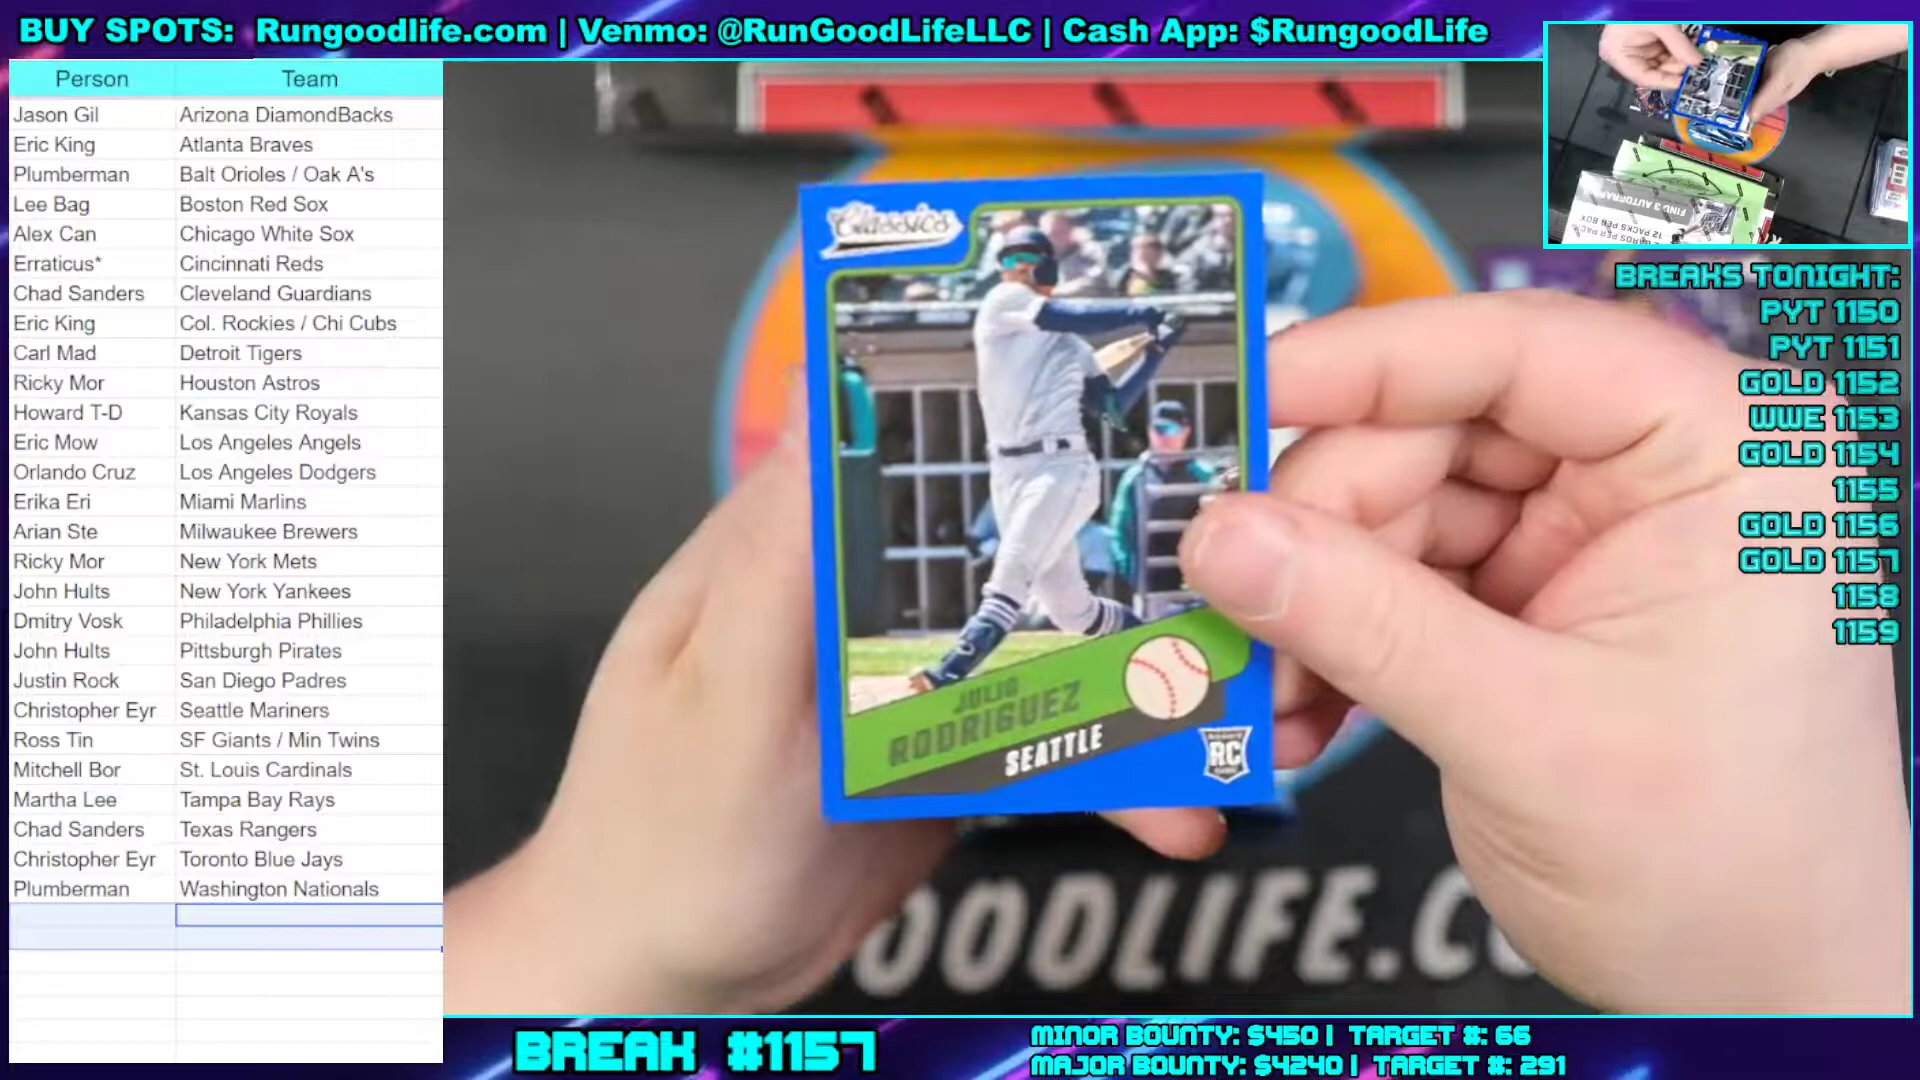 BUY SPOTS: Rungoodlife.com | Venmo: @RunGoodLifeLLC | Cash App: $RungoodLife
Person Team
Jason Gil Arizona DiamondBacks
Eric King Atlanta Braves
Plumberman Balt Orioles / Oak A's
Lee Bag Boston Red Sox
Alex Can Chicago White Sox
Erraticus* Cincinnati Reds
Chad Sanders Cleveland Guardians
Eric King Col. Rockies / Chi Cubs
Carl Mad Detroit Tigers
Ricky Mor Houston Astros
Howard T-D Kansas City Royals
Eric Mow Los Angeles Angels
Orlando Cruz Los Angeles Dodgers
Erika Eri Miami Marlins
Arian Ste Milwaukee Brewers
Ricky Mor New York Mets
John Hults New York Yankees
Dmitry Vosk Philadelphia Phillies
John Hults Pittsburgh Pirates
Justin Rock San Diego Padres
Christopher Eyr Seattle Mariners
Ross Tin SF Giants / Min Twins
Mitchell Bor St. Louis Cardinals
Martha Lee Tampa Bay Rays
Chad Sanders Texas Rangers
Christopher Eyr Toronto Blue Jays
Plumberman Washington Nationals
Classics
JULIO
RODRIGUEZ
SEATTLE
RC
OODLIFE.C
FIND 3 AUTOGRAP
12 PACKS PER BOX
BREAKS TONIGHT:
PYT 1150
PYT 1151
GOLD 1152
WWE 1153
GOLD 1154
1155
GOLD 1156
GOLD 1157
1158
1159
BREAK #1157
MINOR BOUNTY: $450 | TARGET #: 66
MAJOR BOUNTY: $4240 | TARGET #: 291